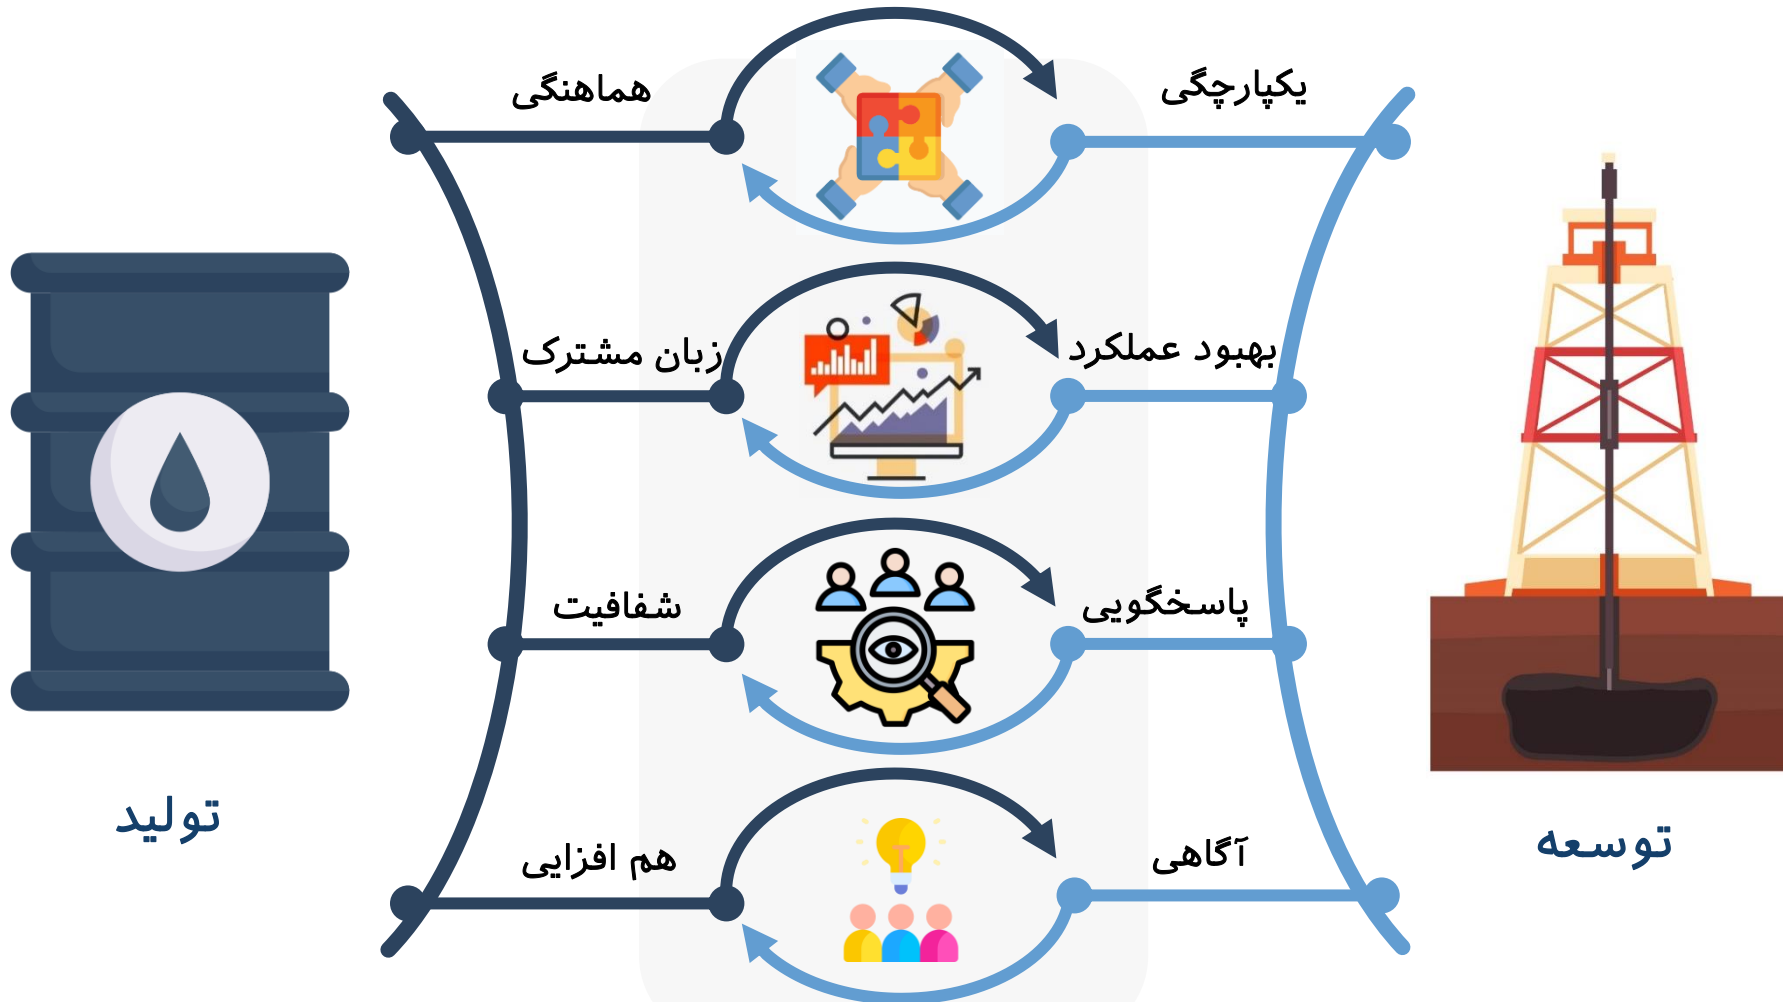 یکپارچگی
هماهنگی
بهبود عملکرد
زبان مشترک
پاسخگویی
شفافیت
آگاهی
هم افزایی
توسعه
تولید